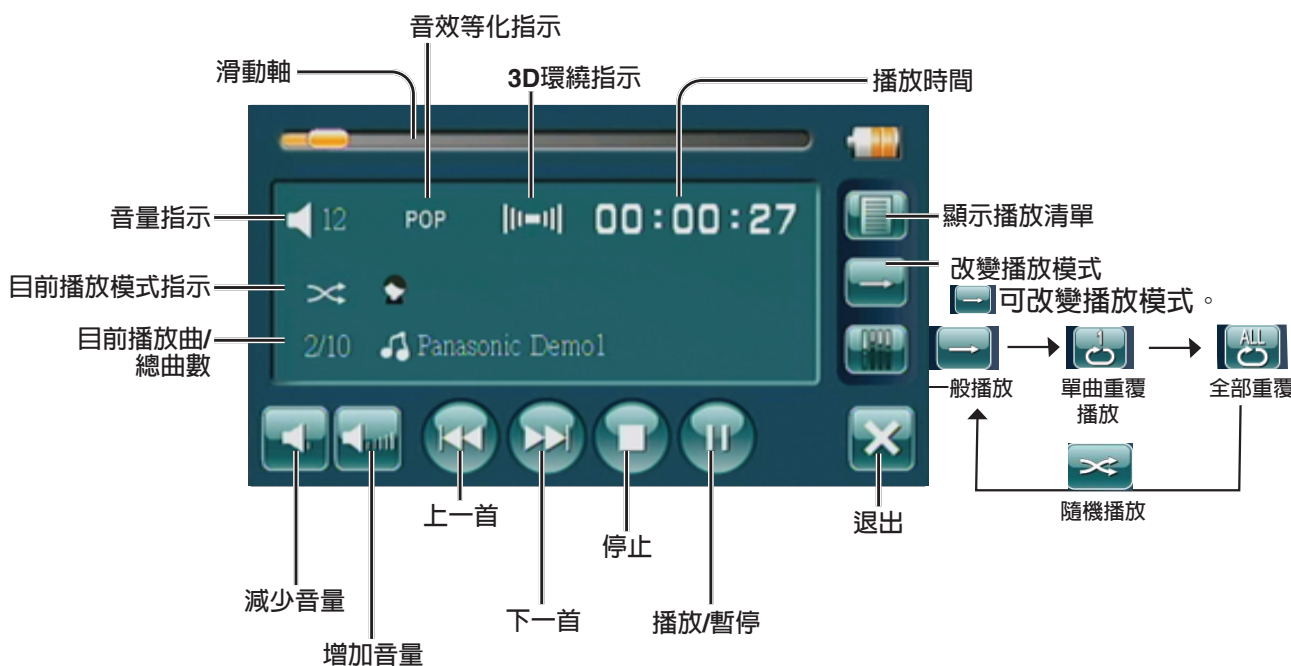 音效等化指示
滑動軸
3D環繞指示
播放時間
音量指示
12
POP
00:00:27
顯示播放清單
目前播放模式指示
改變播放模式
可改變播放模式。
目前播放曲/
總曲數
2/10
Panasonic Demo1
1
ALL
一般播放
單曲重覆
播放
全部重覆
隨機播放
上一首
停止
退出
減少音量
下一首
播放/暫停
增加音量